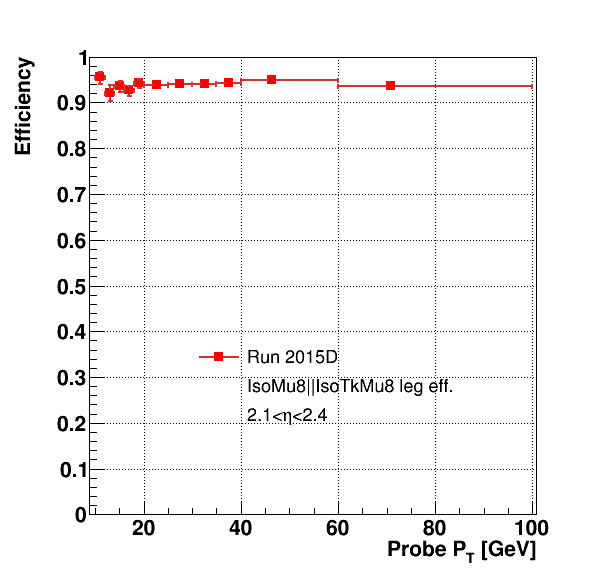 Efficiency
1
0.9
0.8
0.7
0.6
0.5
0.4
0.3
0.2
0.1
0
Run 2015D
IsoMu8||IsoTkMu8 leg eff.
2.1<η<2.4
20 40 60 80 100
Probe P_T [GeV]